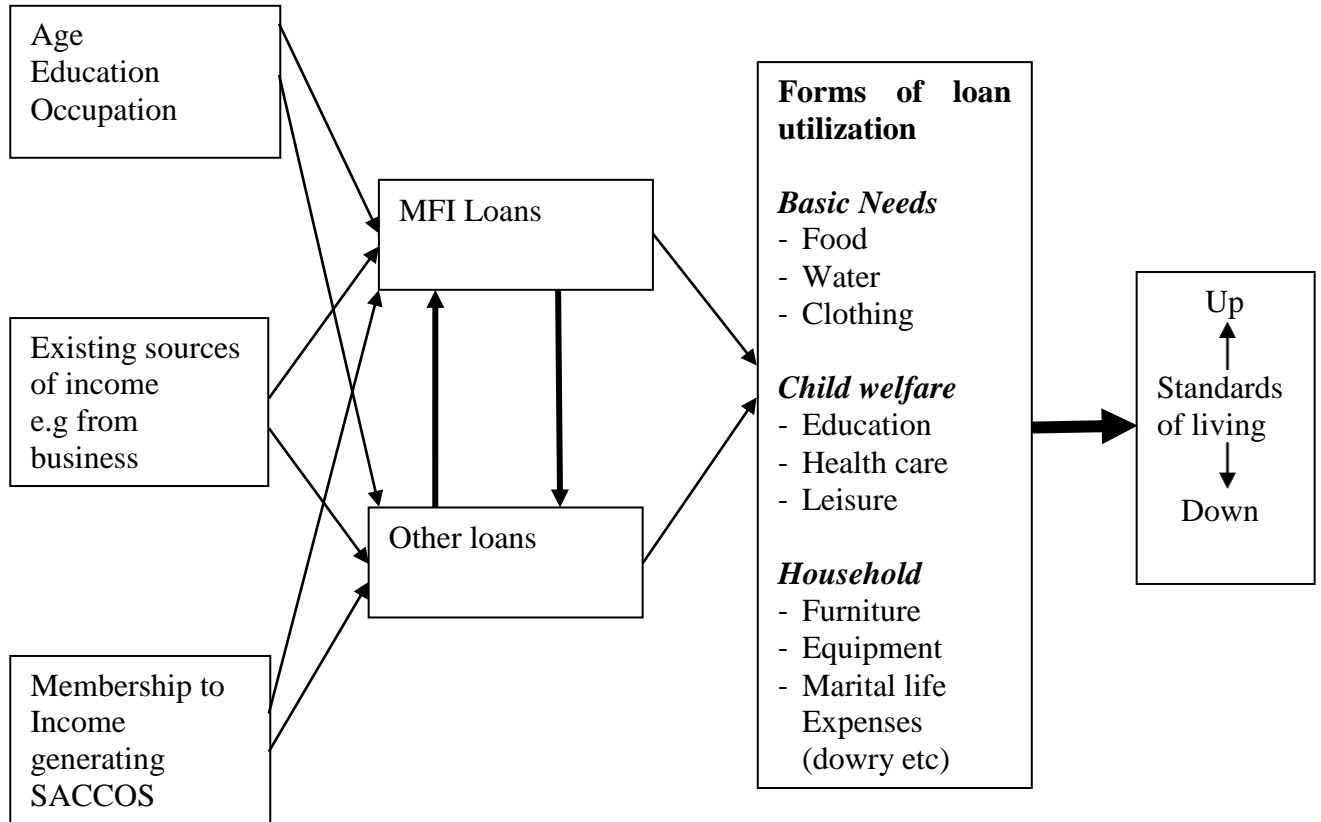 Age
Education
Occupation
Existing sources
of income
e.g from
business
Membership to
Income
generating
SACCOS
MFI Loans
Other loans
Forms of loan
utilization
Basic Needs
- Food
- Water
- Clothing
Child welfare
- Education
- Health care
- Leisure
Household
- Furniture
- Equipment
- Marital life
Expenses
(dowry etc)
Up
Standards
of living
Down